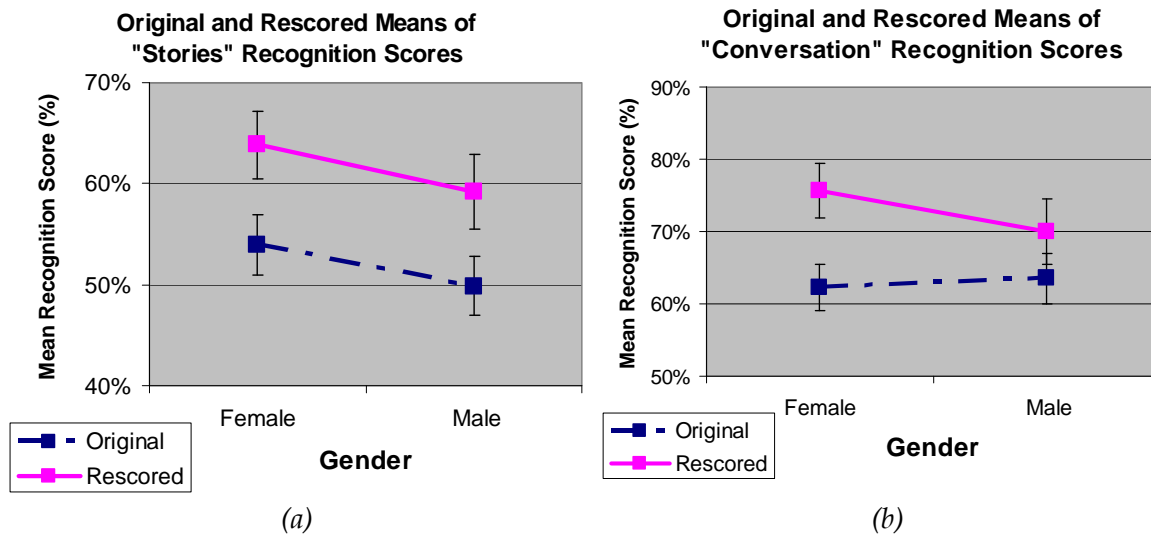 Original and Rescored Means of
"Stories" Recognition Scores
Mean Recognition Score (%)
70%
60%
50%
40%
Female
Male
Gender
Original
Rescored
(a)
Original and Rescored Means of
"Conversation" Recognition Scores
Mean Recognition Score (%)
90%
80%
70%
60%
50%
Female
Male
Gender
Original
Rescored
(b)